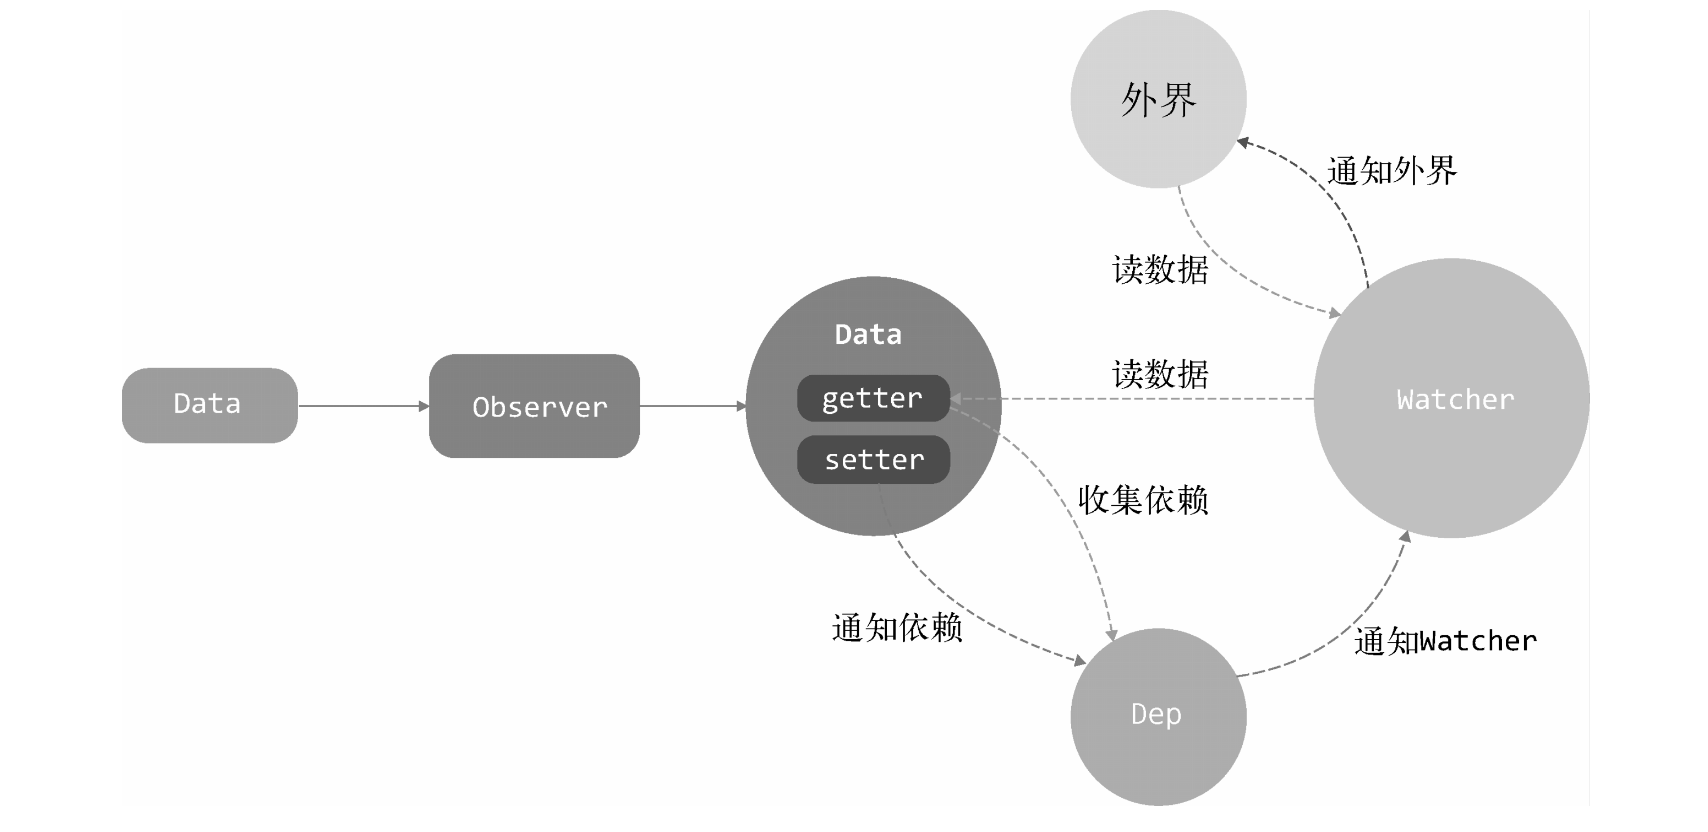 外界
通知外界
读数据
Data
读数据
Data
Observer
getter
Watcher
setter
收集依赖
通知依赖
通知Watcher
Dep